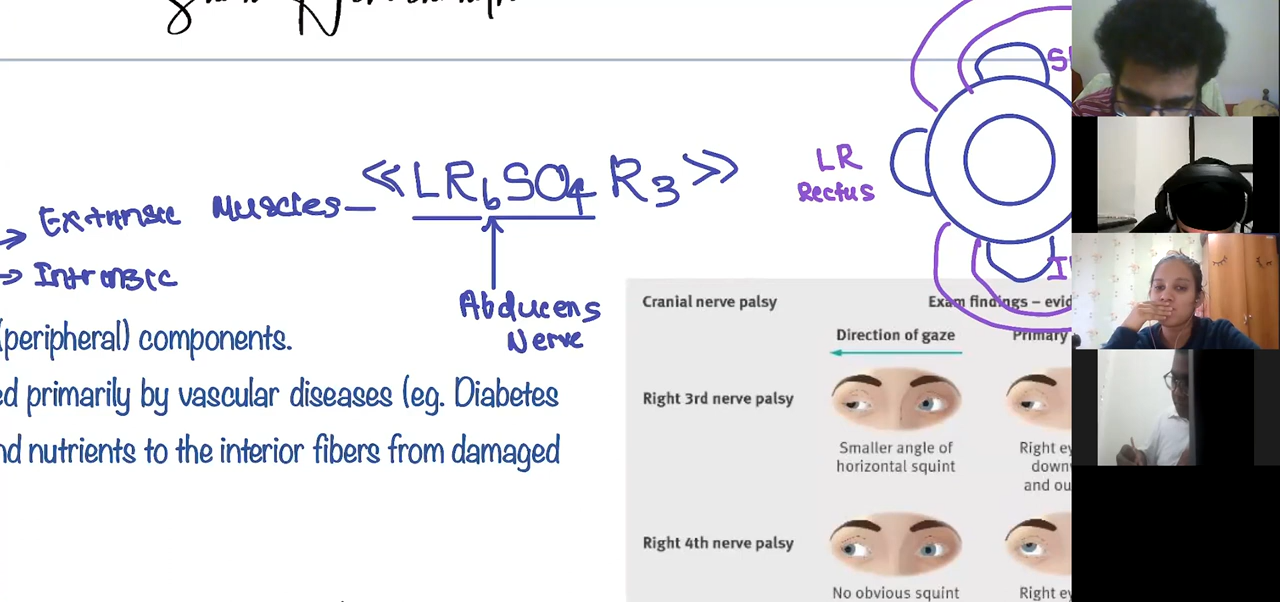 << LR6SO4 R3 >>
→ Extrinsic Muscles –
→ Intrinsic
Abducens
Nerve
LR
Rectus
(peripheral) components.
ed primarily by vascular diseases (eg. Diabetes
nd nutrients to the interior fibers from damaged
Cranial nerve palsy
Exam findings – evid
Direction of gaze
Primary
Right 3rd nerve palsy
Smaller angle of
horizontal squint
Right ey
down
and ou
Right 4th nerve palsy
No obvious squint
Right ey